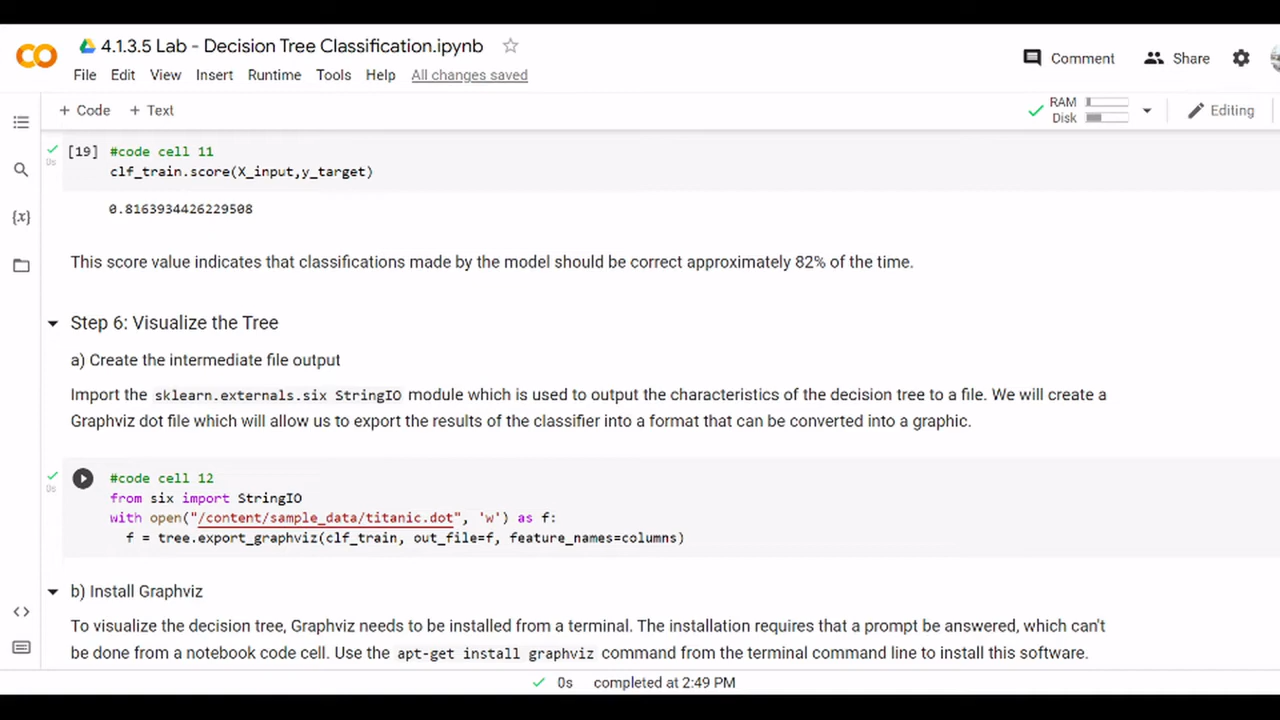 4.1.3.5 Lab - Decision Tree Classification.ipynb
File Edit View Insert Runtime Tools Help All changes saved
Comment Share
+ Code + Text
RAM
Disk
Editing
[19] #code cell 11
0s
clf_train.score(X_input,y_target)
0.8163934426229508
This score value indicates that classifications made by the model should be correct approximately 82% of the time.
Step 6: Visualize the Tree
a) Create the intermediate file output
Import the sklearn.externals.six StringIO module which is used to output the characteristics of the decision tree to a file. We will create a
Graphviz dot file which will allow us to export the results of the classifier into a format that can be converted into a graphic.
#code cell 12
0s
from six import StringIO
with open("/content/sample_data/titanic.dot", 'w') as f:
f = tree.export_graphviz(clf_train, out_file=f, feature_names=columns)
b) Install Graphviz
To visualize the decision tree, Graphviz needs to be installed from a terminal. The installation requires that a prompt be answered, which can't
be done from a notebook code cell. Use the apt-get install graphviz command from the terminal command line to install this software.
0s completed at 2:49 PM